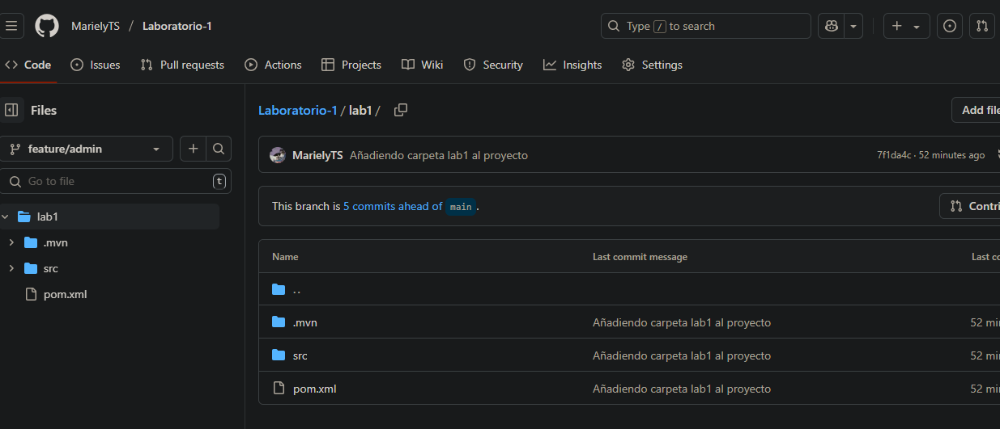 MarielyTS / Laboratorio-1
Type / to search
Code Issues Pull requests Actions Projects Wiki Security Insights Settings
Files
Laboratorio-1 / lab1 /
Add file
feature/admin
MarielyTS Añadiendo carpeta lab1 al proyecto 7f1da4c · 52 minutes ago
Go to file t
This branch is 5 commits ahead of main .
Contri
lab1
.mvn
src
pom.xml
Name Last commit message Last co
..
.mvn Añadiendo carpeta lab1 al proyecto 52 min
src Añadiendo carpeta lab1 al proyecto 52 min
pom.xml Añadiendo carpeta lab1 al proyecto 52 min